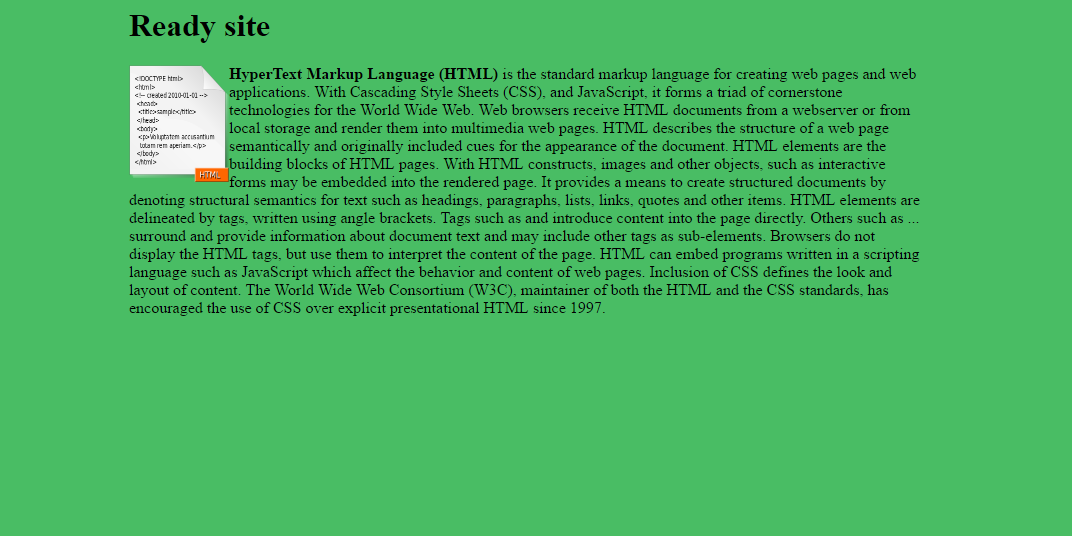 Ready site
<!DOCTYPE html>
<html>
<!-- created 2010-01-01 -->
<head>
<title>sample</title>
</head>
<body>
<p>Voluptatem accusantium
totam rem aperiam.</p>
</body>
</html>
HTML
HyperText Markup Language (HTML) is the standard markup language for creating web pages and web
applications. With Cascading Style Sheets (CSS), and JavaScript, it forms a triad of cornerstone
technologies for the World Wide Web. Web browsers receive HTML documents from a webserver or from
local storage and render them into multimedia web pages. HTML describes the structure of a web page
semantically and originally included cues for the appearance of the document. HTML elements are the
building blocks of HTML pages. With HTML constructs, images and other objects, such as interactive
forms may be embedded into the rendered page. It provides a means to create structured documents by
denoting structural semantics for text such as headings, paragraphs, lists, links, quotes and other items. HTML elements are
delineated by tags, written using angle brackets. Tags such as and introduce content into the page directly. Others such as ...
surround and provide information about document text and may include other tags as sub-elements. Browsers do not
display the HTML tags, but use them to interpret the content of the page. HTML can embed programs written in a scripting
language such as JavaScript which affect the behavior and content of web pages. Inclusion of CSS defines the look and
layout of content. The World Wide Web Consortium (W3C), maintainer of both the HTML and the CSS standards, has
encouraged the use of CSS over explicit presentational HTML since 1997.